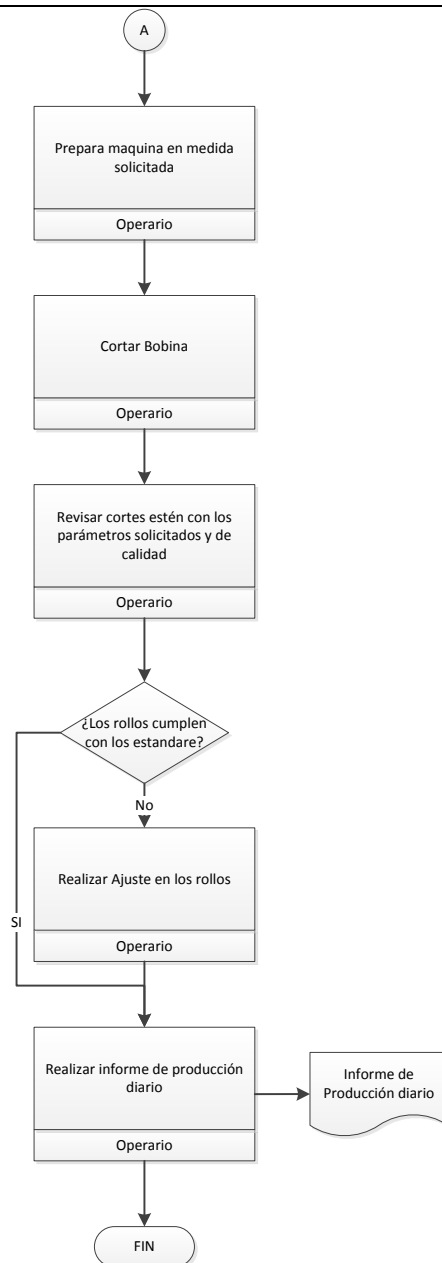 A
Prepara maquina en medida
solicitada
Operario
Cortar Bobina
Operario
Revisar cortes estén con los
parámetros solicitados y de
calidad
Operario
¿Los rollos cumplen
con los estandare?
No
Realizar Ajuste en los rollos
SI
Operario
Realizar informe de producción
diario
Operario
Informe de
Producción diario
FIN